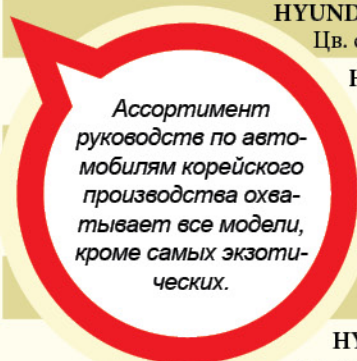 HYUND
Цв.
Ассортимент
руководств по авто-
мобилям корейского
производства охва-
тывает все модели,
кроме самых экзоти-
ческих.
HY